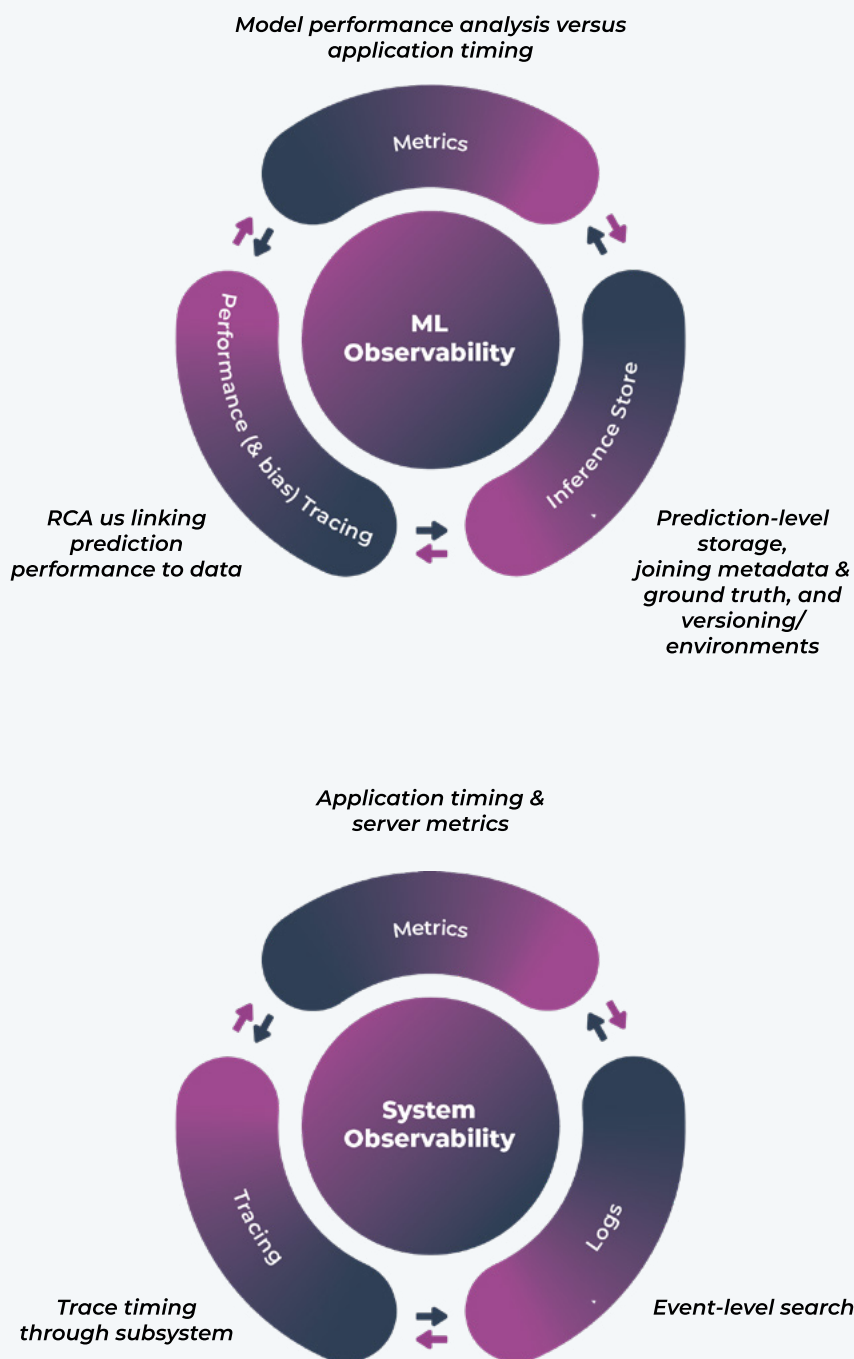 Model performance analysis versus
application timing
Metrics
ML
Observability
Performance (& bias) Tracing
Inference Store
RCA us linking
prediction
performance to data
Prediction-level
storage,
joining metadata &
ground truth, and
versioning/
environments
Application timing &
server metrics
Metrics
System
Observability
Tracing
Logs
Trace timing
through subsystem
Event-level search